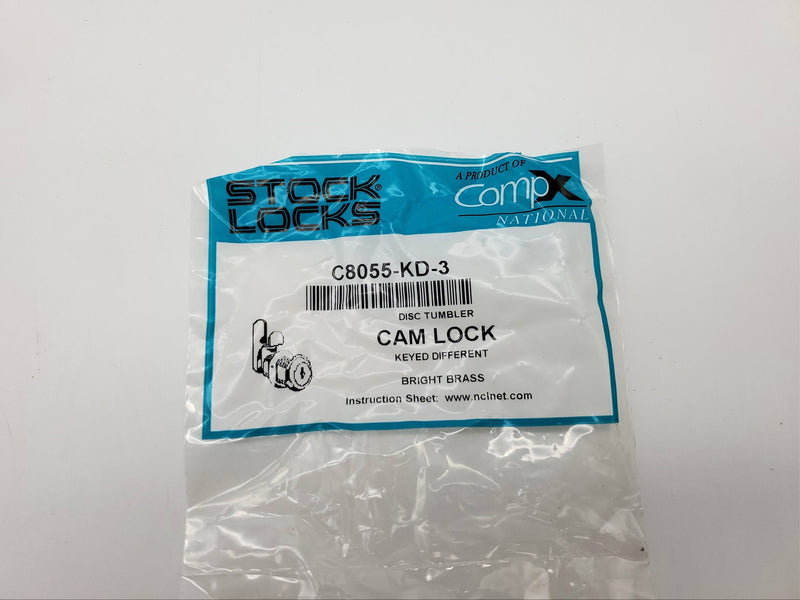 STOCK®
LOCKS
A PRODUCT OF
CompX
NATIONAL
C8055-KD-3
DISC TUMBLER
CAM LOCK
KEYED DIFFERENT
BRIGHT BRASS
Instruction Sheet: www.nclnet.com